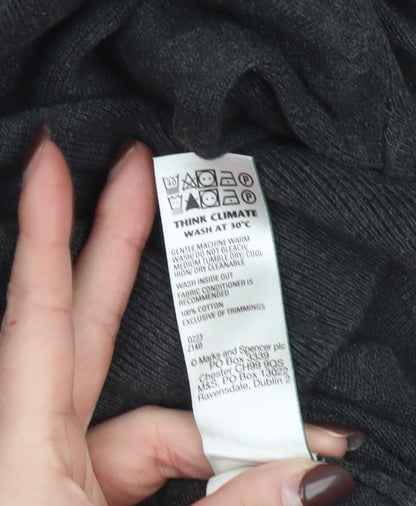 THINK CLIMATE
WASH AT 30°C
GENTLE MACHINE WARM
WASH/ DO NOT BLEACH/
MEDIUM TUMBLE DRY/ COOL
IRON/ DRY CLEANABLE
WASH INSIDE OUT
FABRIC CONDITIONER IS
RECOMMENDED
100% COTTON
EXCLUSIVE OF TRIMMINGS
© Marks and Spencer plc
PO Box 3339
Chester CH99 9QS
M&S, PO Box 13022
Ravensdale, Dublin 2